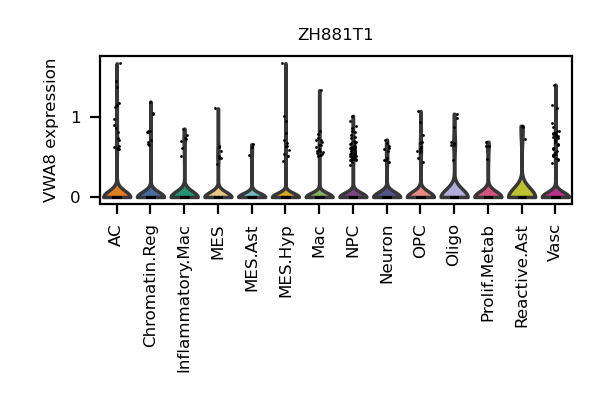 ZH881T1
VWA8 expression
1
0
AC
Chromatin.Reg
Inflammatory.Mac
MES
MES.Ast
MES.Hyp
Mac
NPC
Neuron
OPC
Oligo
Prolif.Metab
Reactive.Ast
Vasc